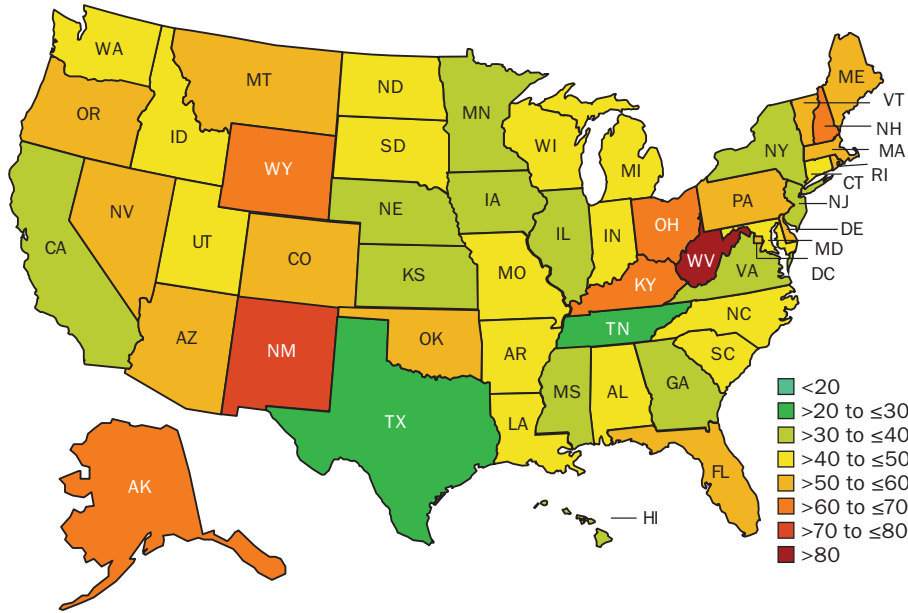 WA
MT
ND
MN
ME
VT
OR
ID
SD
WI
MI
NY
NH
MA
WY
RI
CT
NV
NE
IA
PA
NJ
CA
UT
CO
KS
IL
IN
OH
DE
MD
MO
WV
VA
DC
KY
AZ
NM
OK
TN
NC
AR
SC
MS
AL
GA
TX
LA
FL
AK
HI
<20
>20 to ≤30
>30 to ≤40
>40 to ≤50
>50 to ≤60
>60 to ≤70
>70 to ≤80
>80